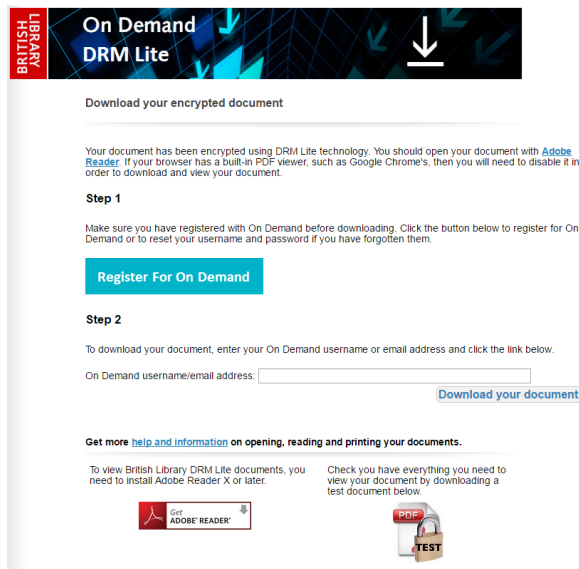 BRITISH
LIBRARY
On Demand
DRM Lite
Download your encrypted document
Your document has been encrypted using DRM Lite technology. You should open your document with Adobe
Reader. If your browser has a built-in PDF viewer, such as Google Chrome's, then you will need to disable it in
order to download and view your document.
Step 1
Make sure you have registered with On Demand before downloading. Click the button below to register for On
Demand or to reset your username and password if you have forgotten them.
Register For On Demand
Step 2
To download your document, enter your On Demand username or email address and click the link below.
On Demand username/email address:
Download your document
Get more help and information on opening, reading and printing your documents.
To view British Library DRM Lite documents, you
need to install Adobe Reader X or later.
Get
ADOBE® READER®
Check you have everything you need to
view your document by downloading a
test document below.
PDF
TEST